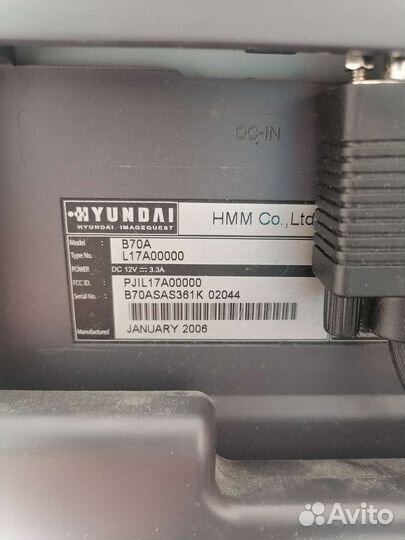 DC-IN
HYUNDAI
HYUNDAI IMAGEQUEST
HMM Co.,Ltd
Model : B70A
Type No. : L17A00000
POWER : DC 12V 3.3A
FCC ID. : PJIL17A00000
Serial No. : B70ASAS361K 02044
Manufactured : JANUARY 2006
Avito